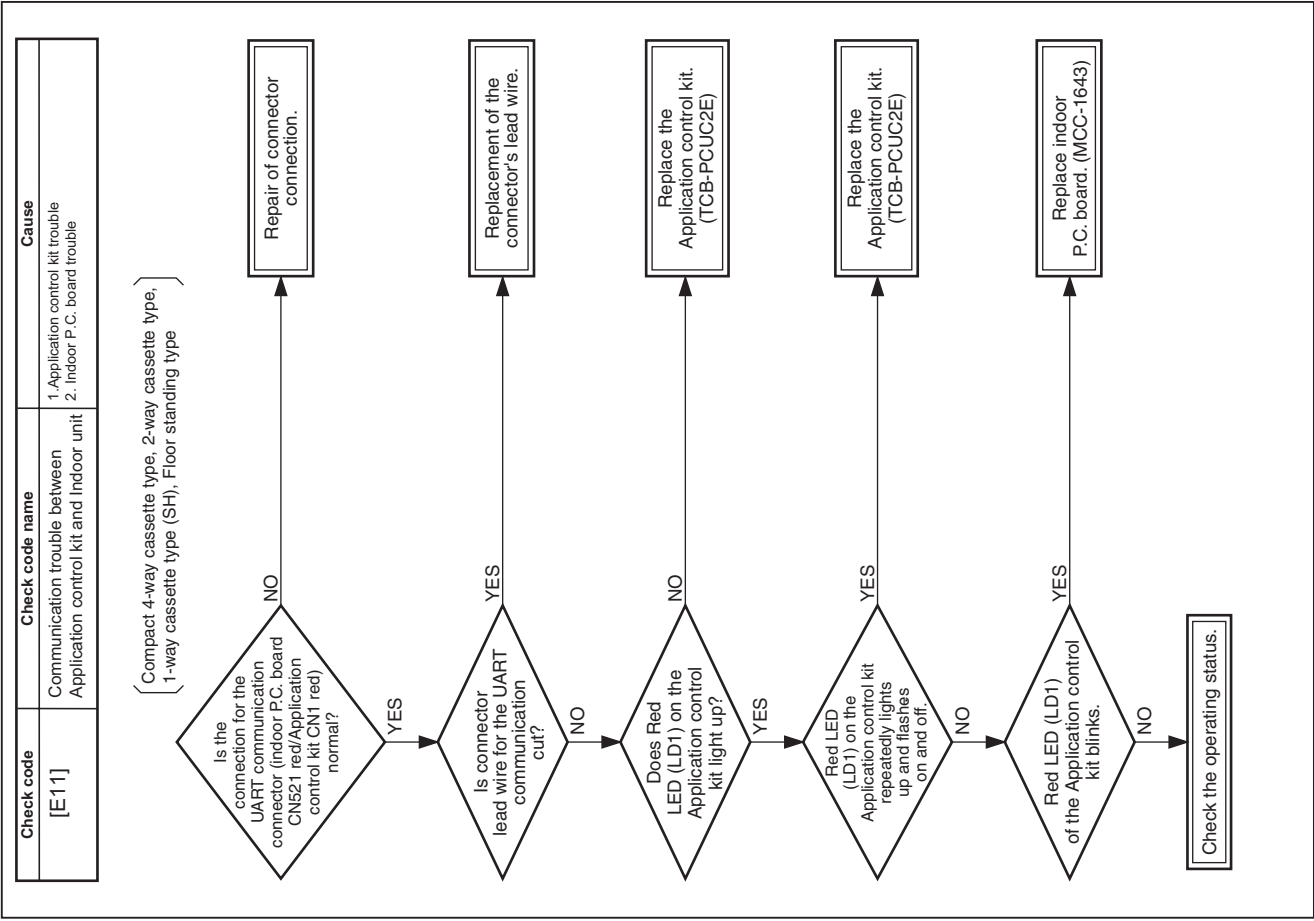 Check code
Check code name
Cause
[E11]
Communication trouble between
Application control kit and Indoor unit
1.Application control kit trouble
2. Indoor P.C. board trouble
Compact 4-way cassette type, 2-way cassette type,
1-way cassette type (SH), Floor standing type
Is the
connection for the
UART communication
connector (indoor P.C. board
CN521 red/Application
control kit CN1 red)
normal?
NO
Repair of connector
connection.
YES
Is connector
lead wire for the UART
communication
cut?
YES
Replacement of the
connector's lead wire.
NO
Does Red
LED (LD1) on the
Application control
kit light up?
NO
Replace the
Application control kit.
(TCB-PCUC2E)
YES
Red LED
(LD1) on the
Application control kit
repeatedly lights
up and flashes
on and off.
YES
Replace the
Application control kit.
(TCB-PCUC2E)
NO
Red LED (LD1)
of the Application control
kit blinks.
YES
Replace indoor
P.C. board. (MCC-1643)
NO
Check the operating status.